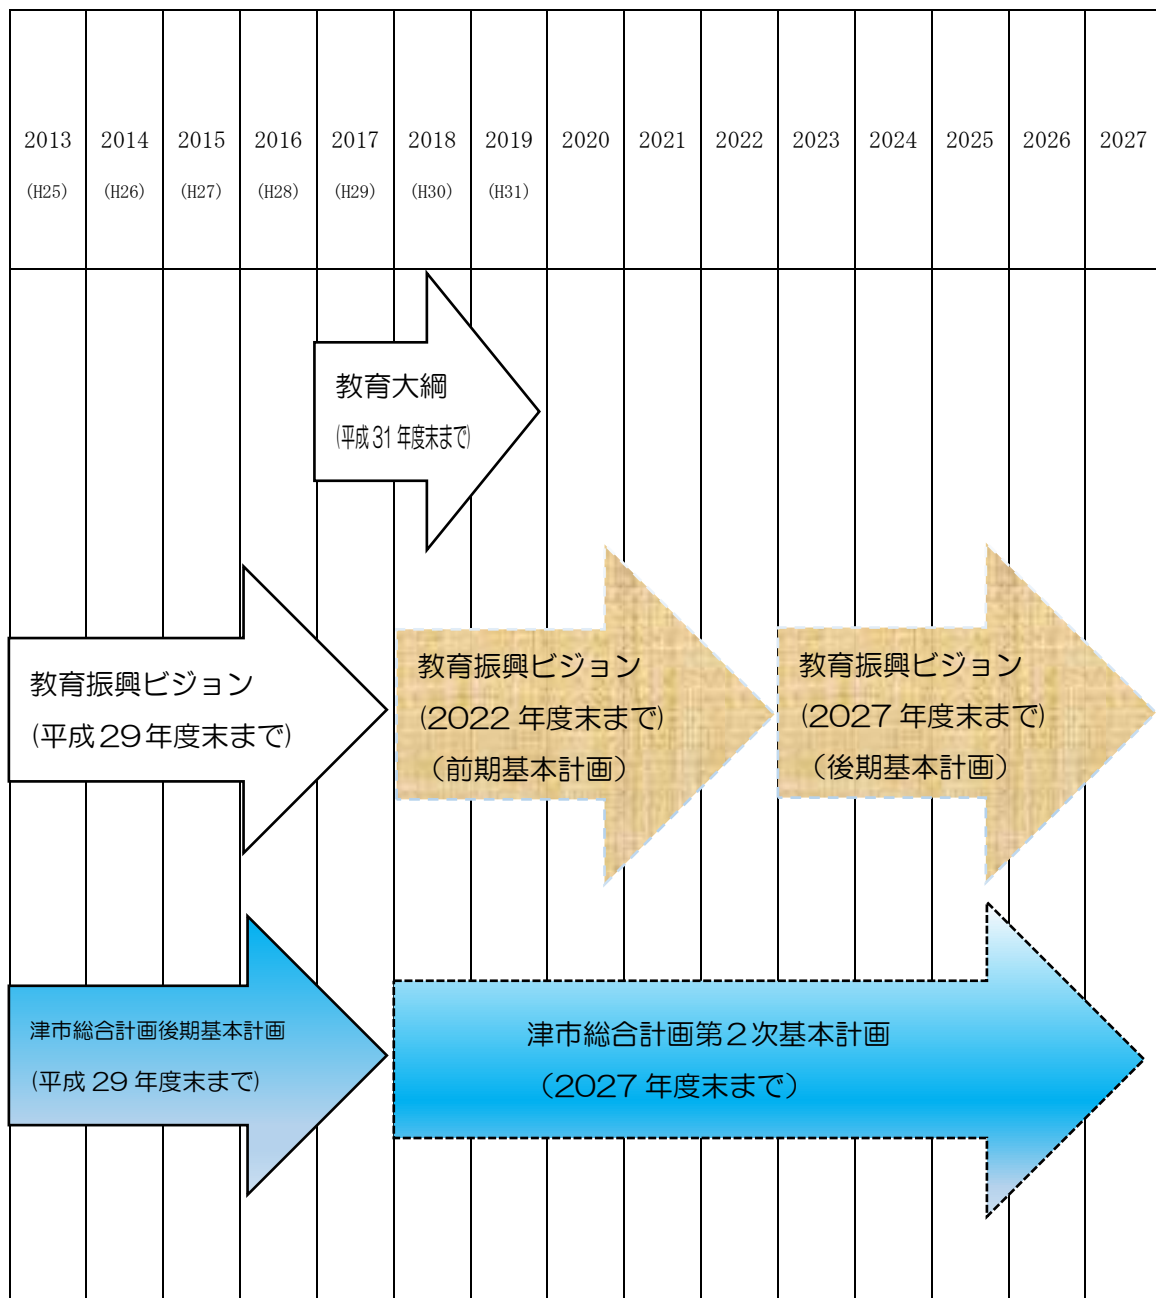 2013 2014 2015 2016 2017 2018 2019 2020 2021 2022 2023 2024 2025 2026 2027
(H25) (H26) (H27) (H28) (H29) (H30) (H31)
教育大綱
(平成31年度末まで)
教育振興ビジョン
(平成29年度末まで)
教育振興ビジョン
(2022年度末まで)
（前期基本計画）
教育振興ビジョン
(2027年度末まで)
（後期基本計画）
津市総合計画後期基本計画
(平成29年度末まで)
津市総合計画第２次基本計画
（2027年度末まで）